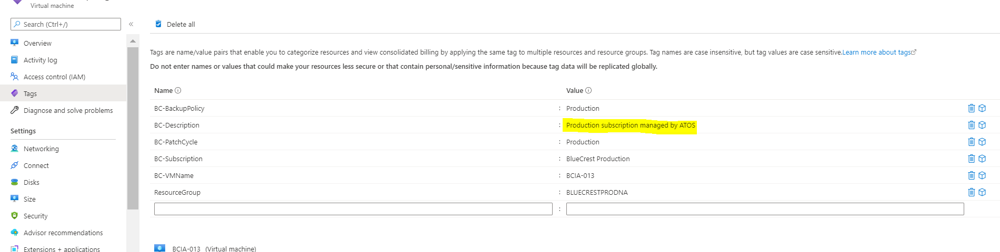 Virtual machine
Search (Ctrl+/)
«
Delete all
Overview
Activity log
Access control (IAM)
Tags
Diagnose and solve problems
Settings
Networking
Connect
Disks
Size
Security
Advisor recommendations
Extensions + applications
Tags are name/value pairs that enable you to categorize resources and view consolidated billing by applying the same tag to multiple resources and resource groups. Tag names are case insensitive, but tag values are case sensitive.Learn more about tags
Do not enter names or values that could make your resources less secure or that contain personal/sensitive information because tag data will be replicated globally.
Name Value
BC-BackupPolicy : Production
BC-Description : Production subscription managed by ATOS
BC-PatchCycle : Production
BC-Subscription : BlueCrest Production
BC-VMName : BCIA-013
ResourceGroup : BLUECRESTPRODNA
:
BCIA-013 (Virtual machine)